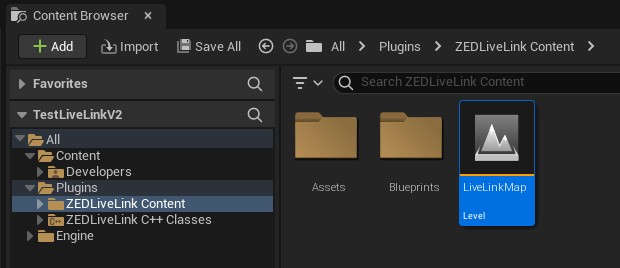 Content Browser
Add Import Save All All Plugins ZEDLiveLink Content
Favorites
Search ZEDLiveLink Content
TestLiveLinkV2
All
Content
Developers
Plugins
ZEDLiveLink Content
ZEDLiveLink C++ Classes
Engine
Assets
Blueprints
LiveLinkMap
Level